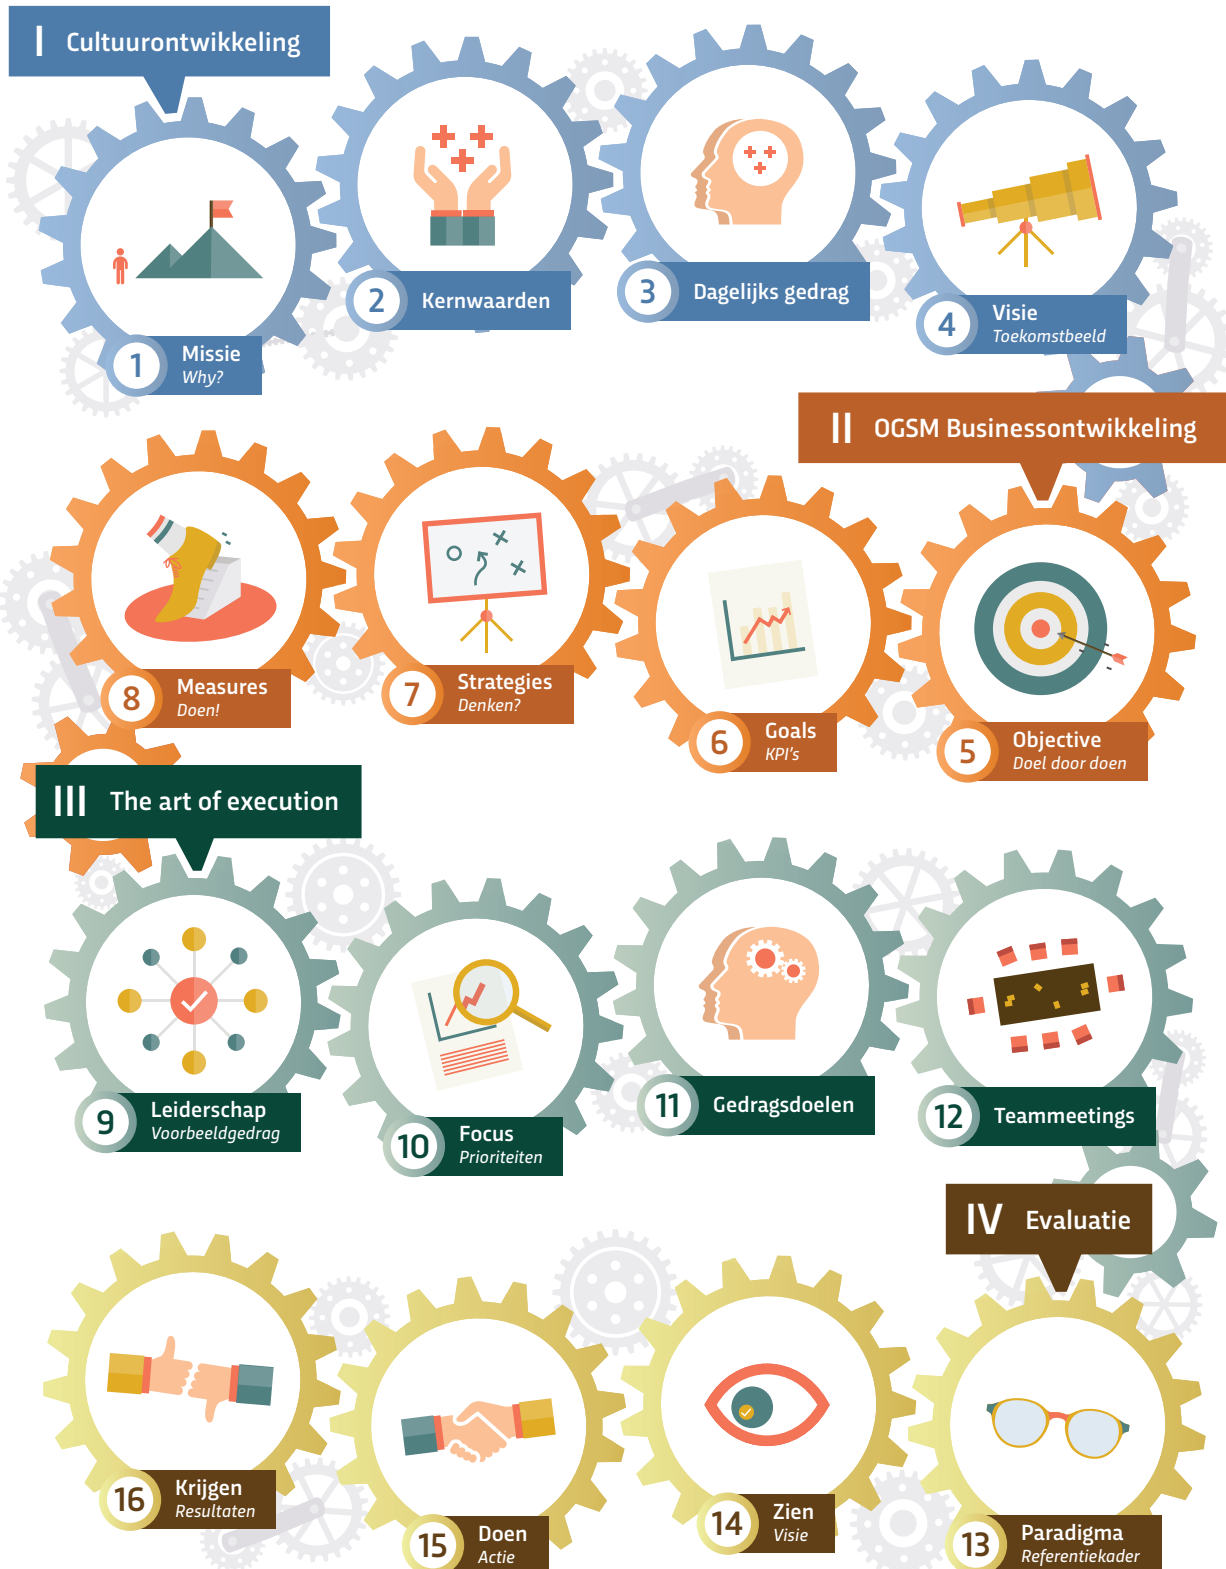 I Cultuurontwikkeling
1 Missie
Why?
2 Kernwaarden
3 Dagelijks gedrag
4 Visie
Toekomstbeeld
II OGSM Businessontwikkeling
5 Objective
Doel door doen
6 Goals
KPI's
7 Strategies
Denken?
8 Measures
Doen!
III The art of execution
9 Leiderschap
Voorbeeldgedrag
10 Focus
Prioriteiten
11 Gedragsdoelen
12 Teammeetings
IV Evaluatie
13 Paradigma
Referentiekader
14 Zien
Visie
15 Doen
Actie
16 Krijgen
Resultaten